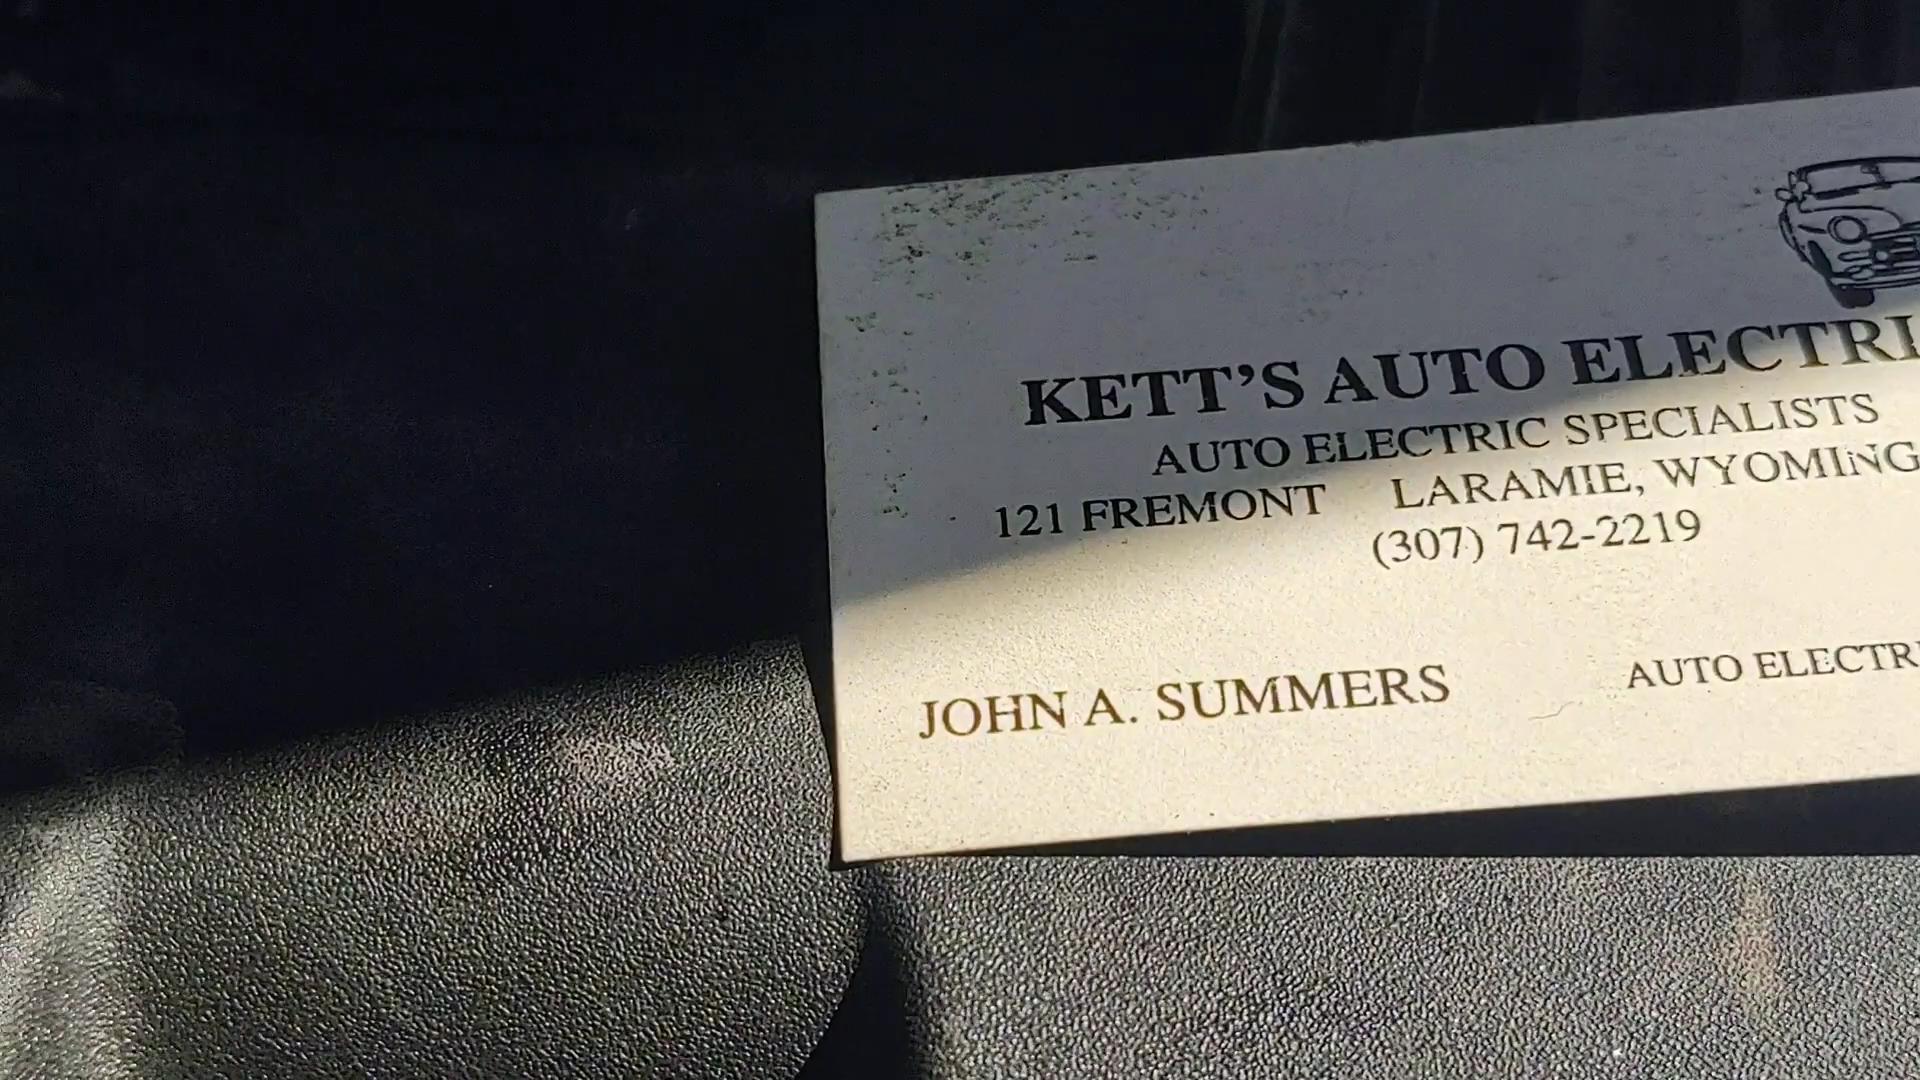 KETT'S AUTO ELECTRI
AUTO ELECTRIC SPECIALISTS
121 FREMONT LARAMIE, WYOMING
(307) 742-2219
JOHN A. SUMMERS AUTO ELECTRI